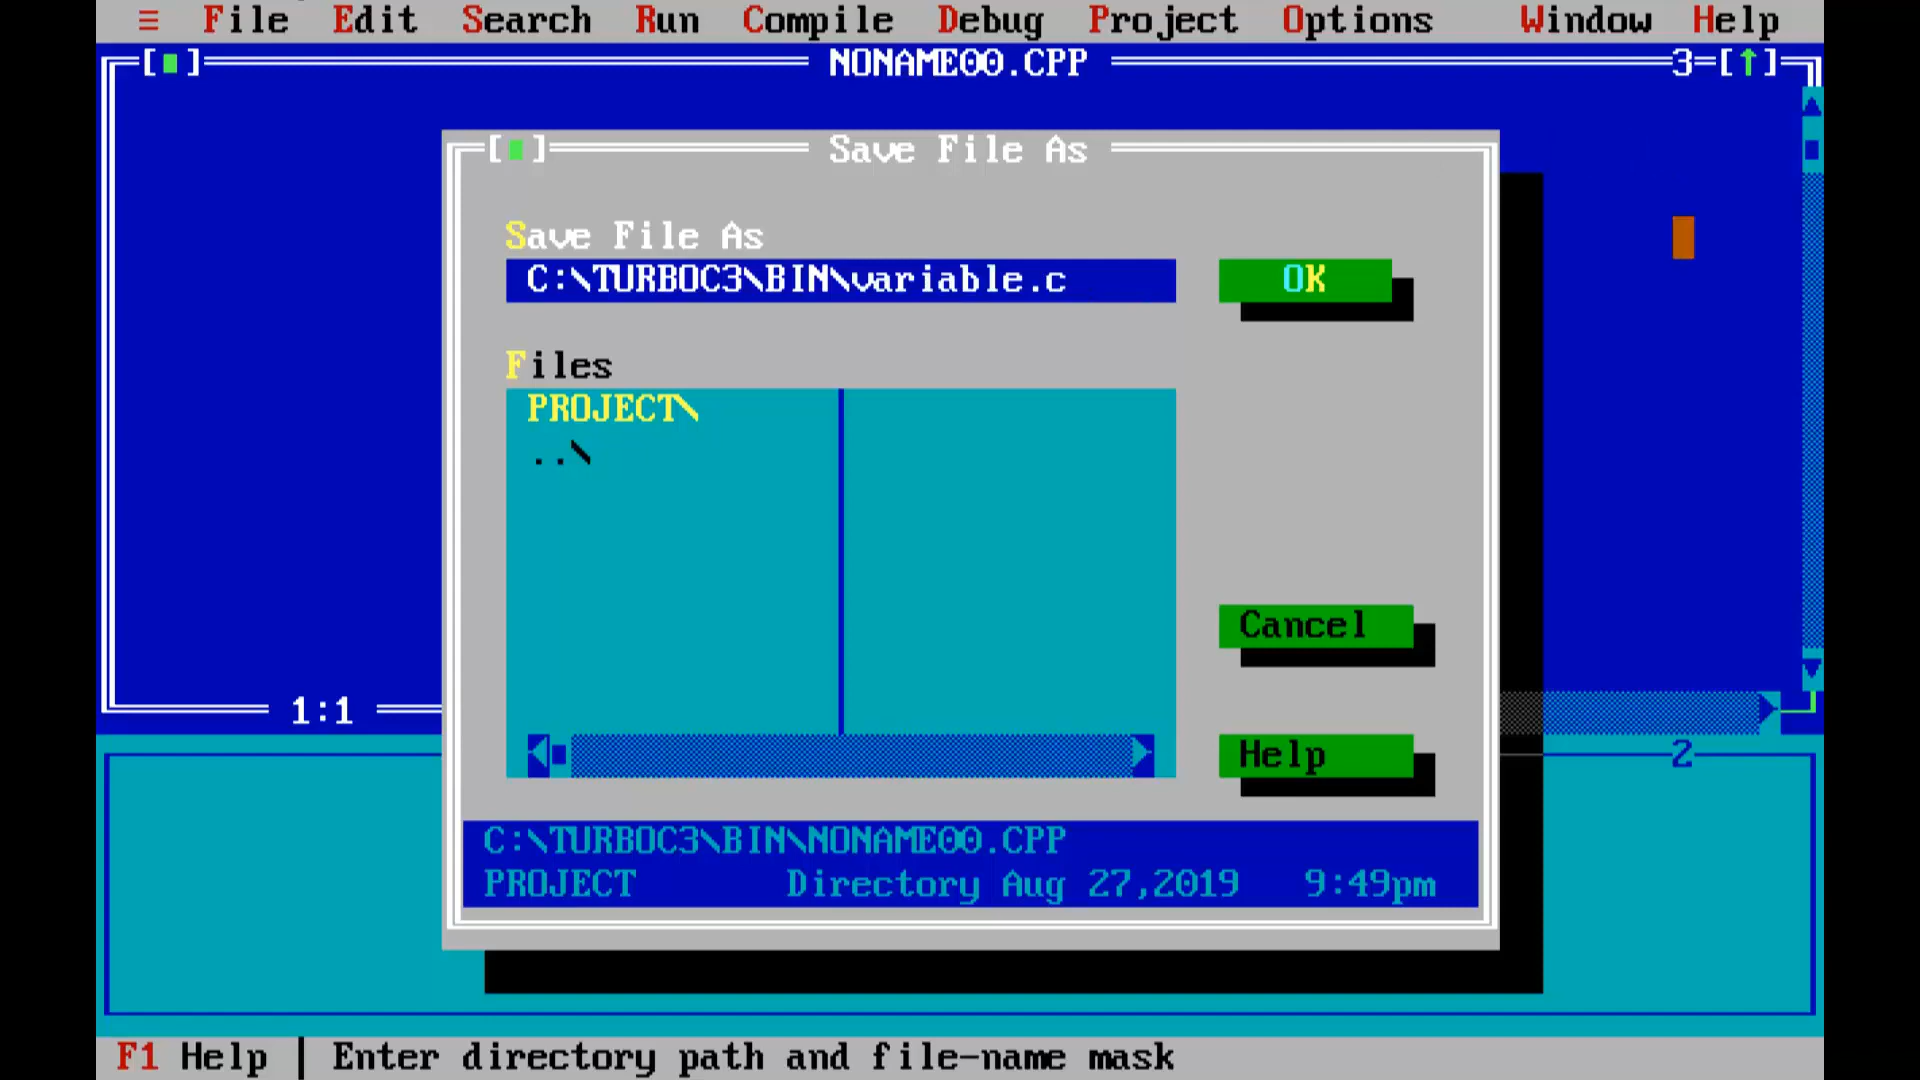 ≡ File Edit Search Run Compile Debug Project Options Window Help
[■] NONAME00.CPP 3=[↑]
[■] Save File As
Save File As
C:\TURBOC3\BIN\variable.c OK
Files
PROJECT\
..\
Cancel
1:1
Help
2
C:\TURBOC3\BIN\NONAME00.CPP
PROJECT Directory Aug 27,2019 9:49pm
F1 Help | Enter directory path and file-name mask